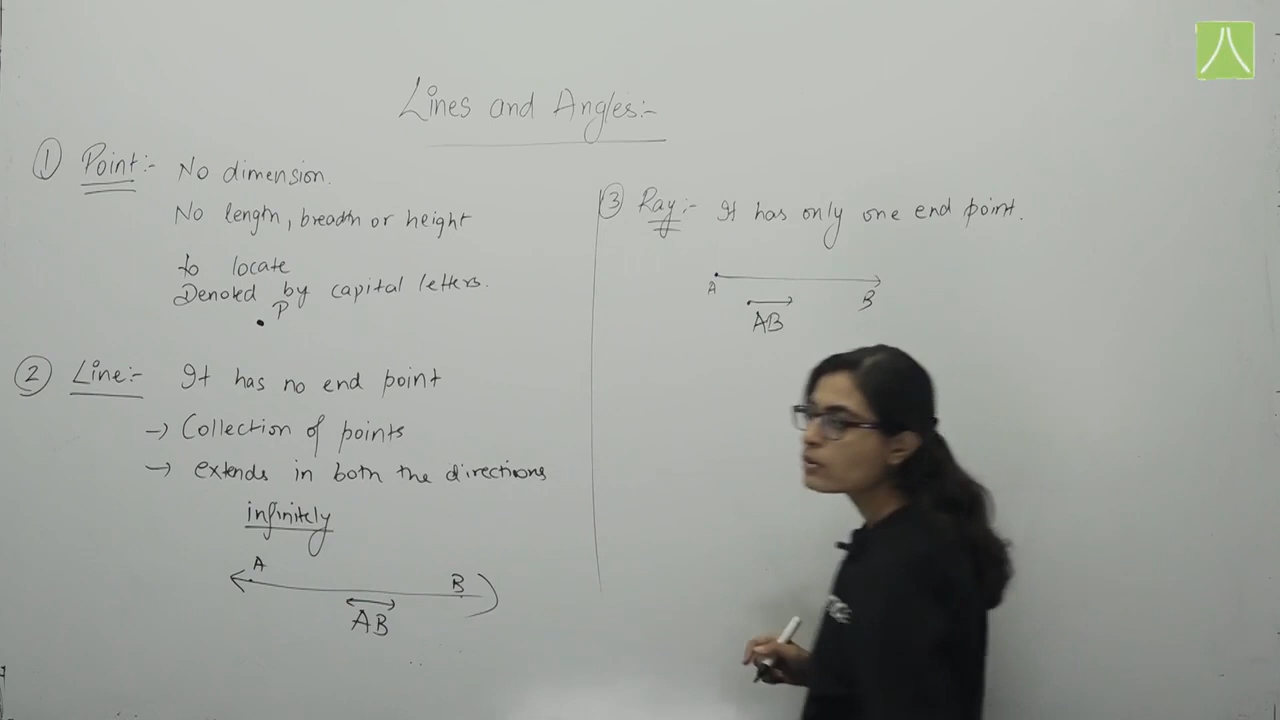 Lines and Angles:-
① Point:- No dimension.
No length, breadth or height
to locate
Denoted by capital letters.
P
② Line:- It has no end point
→ Collection of points
→ extends in both the directions
infinitely
A B
AB
③ Ray:- It has only one end point.
A B
AB